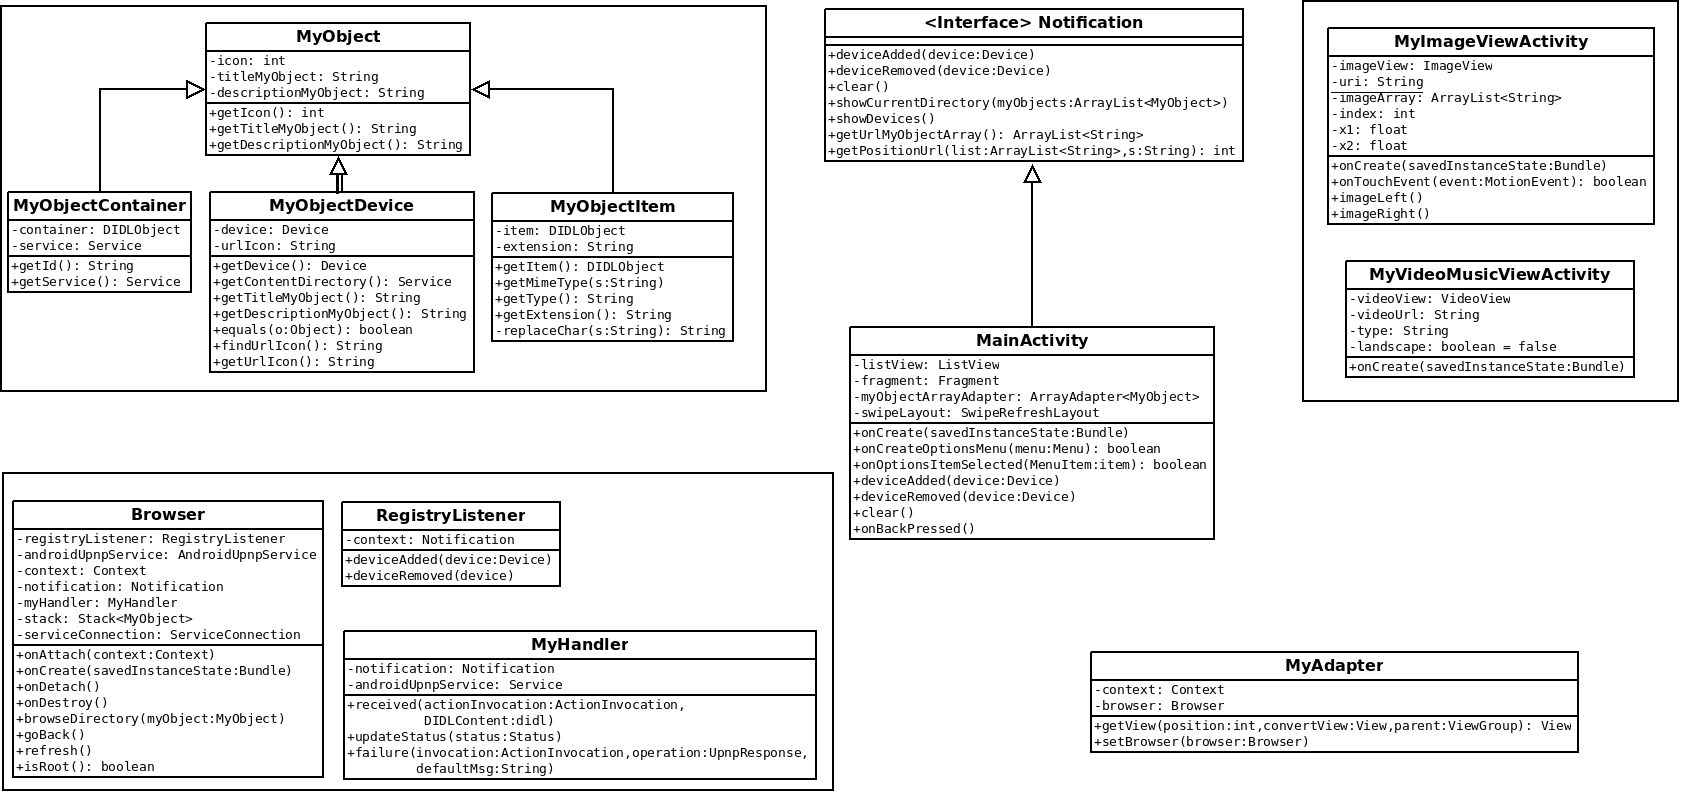 MyObject
-icon: int
-titleMyObject: String
-descriptionMyObject: String
+getIcon(): int
+getTitleMyObject(): String
+getDescriptionMyObject(): String
MyObjectContainer
-container: DIDLObject
-service: Service
+getId(): String
+getService(): Service
MyObjectDevice
-device: Device
-urlIcon: String
+getDevice(): Device
+getContentDirectory(): Service
+getTitleMyObject(): String
+getDescriptionMyObject(): String
+equals(o:Object): boolean
+findUrlIcon(): String
+getUrlIcon(): String
MyObjectItem
-item: DIDLObject
-extension: String
+getItem(): DIDLObject
+getMimeType(s:String)
+getType(): String
+getExtension(): String
-replaceChar(s:String): String
<Interface> Notification
+deviceAdded(device:Device)
+deviceRemoved(device:Device)
+clear()
+showCurrentDirectory(myObjects:ArrayList<MyObject>)
+showDevices()
+getUrlMyObjectArray(): ArrayList<String>
+getPositionUrl(list:ArrayList<String>,s:String): int
MainActivity
-listView: ListView
-fragment: Fragment
-myObjectArrayAdapter: ArrayAdapter<MyObject>
-swipeLayout: SwipeRefreshLayout
+onCreate(savedInstanceState:Bundle)
+onCreateOptionsMenu(menu:Menu): boolean
+onOptionsItemSelected(MenuItem:item): boolean
+deviceAdded(device:Device)
+deviceRemoved(device:Device)
+clear()
+onBackPressed()
MyImageViewActivity
-imageView: ImageView
-uri: String
-imageArray: ArrayList<String>
-index: int
-x1: float
-x2: float
+onCreate(savedInstanceState:Bundle)
+onTouchEvent(event:MotionEvent): boolean
+imageLeft()
+imageRight()
MyVideoMusicViewActivity
-videoView: VideoView
-videoUrl: String
-type: String
-landscape: boolean = false
+onCreate(savedInstanceState:Bundle)
Browser
-registryListener: RegistryListener
-androidUpnpService: AndroidUpnpService
-context: Context
-notification: Notification
-myHandler: MyHandler
-stack: Stack<MyObject>
-serviceConnection: ServiceConnection
+onAttach(context:Context)
+onCreate(savedInstanceState:Bundle)
+onDetach()
+onDestroy()
+browseDirectory(myObject:MyObject)
+goBack()
+refresh()
+isRoot(): boolean
RegistryListener
-context: Notification
+deviceAdded(device:Device)
+deviceRemoved(device)
MyHandler
-notification: Notification
-androidUpnpService: Service
+received(actionInvocation:ActionInvocation,
DIDLContent:didl)
+updateStatus(status:Status)
+failure(invocation:ActionInvocation,operation:UpnpResponse,
defaultMsg:String)
MyAdapter
-context: Context
-browser: Browser
+getView(position:int,convertView:View,parent:ViewGroup): View
+setBrowser(browser:Browser)